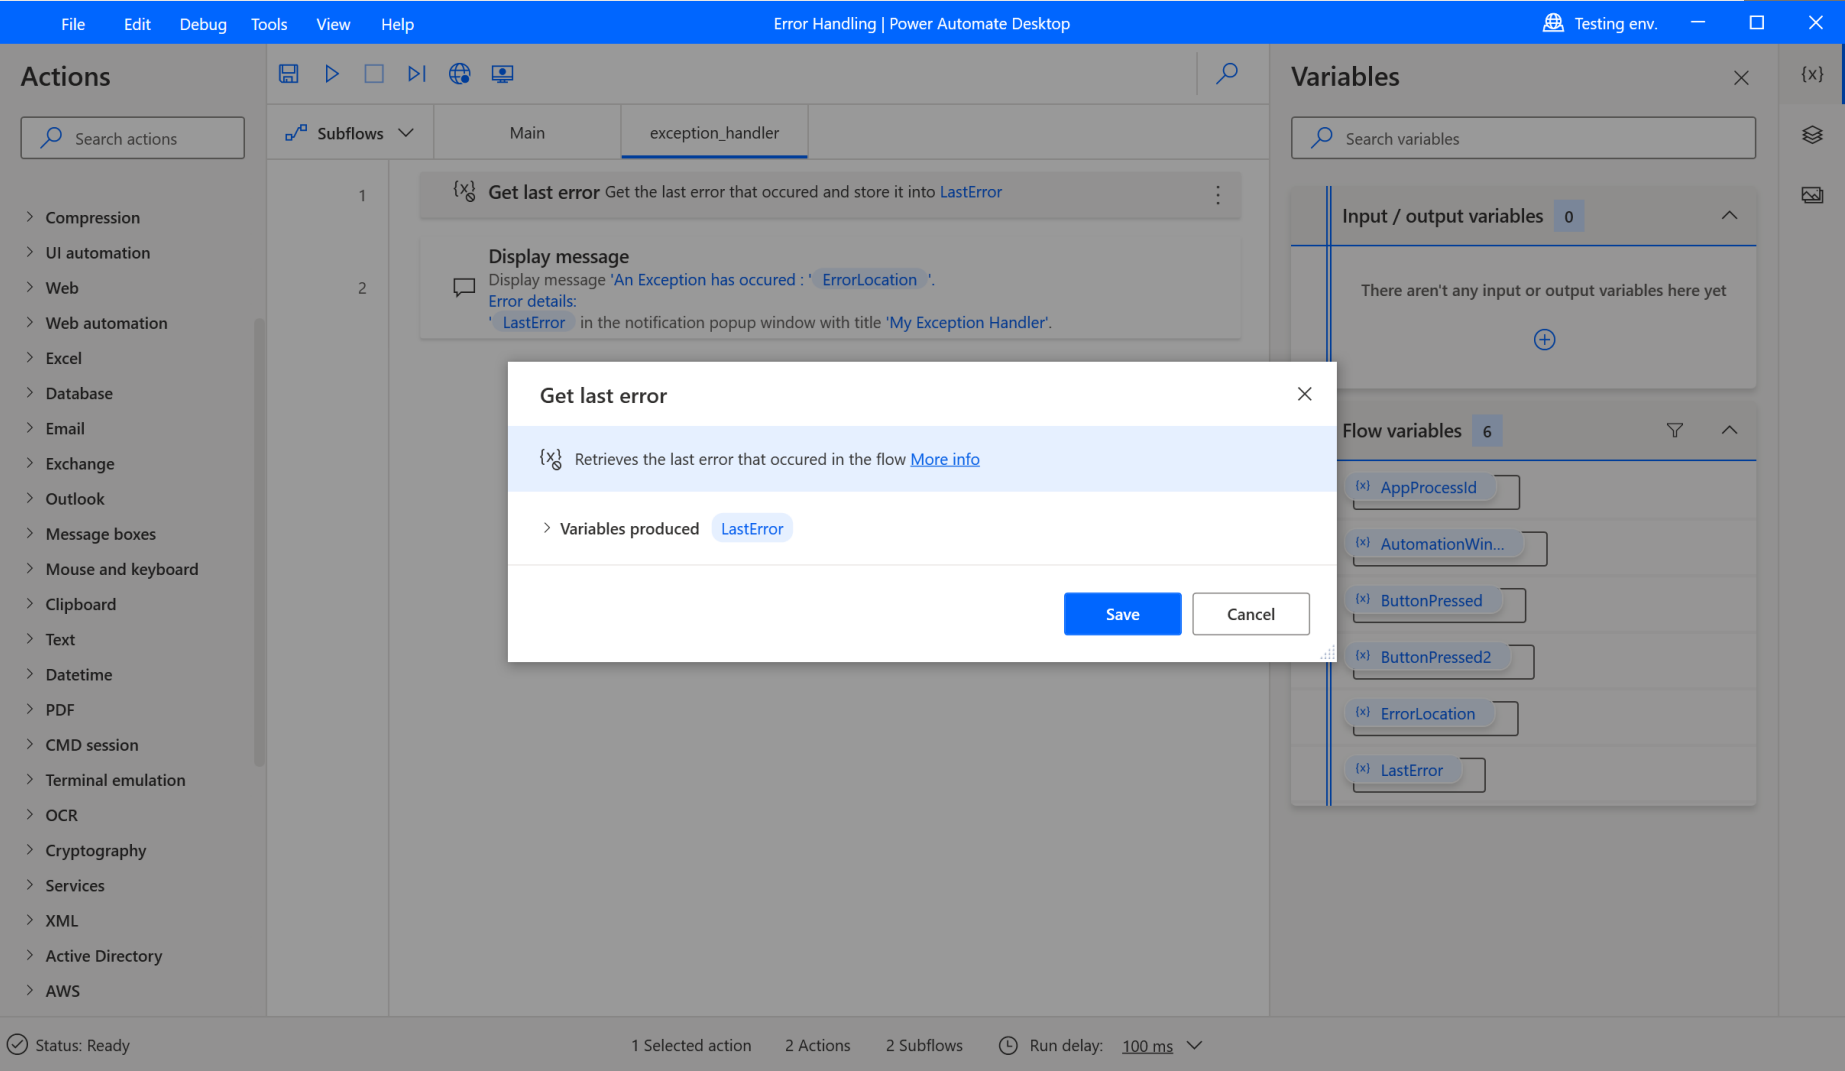 File Edit Debug Tools View Help Error Handling | Power Automate Desktop Testing env.
Actions
Search actions
Compression
UI automation
Web
Web automation
Excel
Database
Email
Exchange
Outlook
Message boxes
Mouse and keyboard
Clipboard
Text
Datetime
PDF
CMD session
Terminal emulation
OCR
Cryptography
Services
XML
Active Directory
AWS
Subflows Main exception_handler
1 {x} Get last error Get the last error that occured and store it into LastError
2 Display message
Display message 'An Exception has occured : ' ErrorLocation '.
Error details:
' LastError in the notification popup window with title 'My Exception Handler'.
Get last error
{x} Retrieves the last error that occured in the flow More info
Variables produced LastError
Save Cancel
Variables {x}
Search variables
Input / output variables 0
There aren't any input or output variables here yet
Flow variables 6
{x} AppProcessId
{x} AutomationWin...
{x} ButtonPressed
{x} ButtonPressed2
{x} ErrorLocation
{x} LastError
Status: Ready 1 Selected action 2 Actions 2 Subflows Run delay: 100 ms